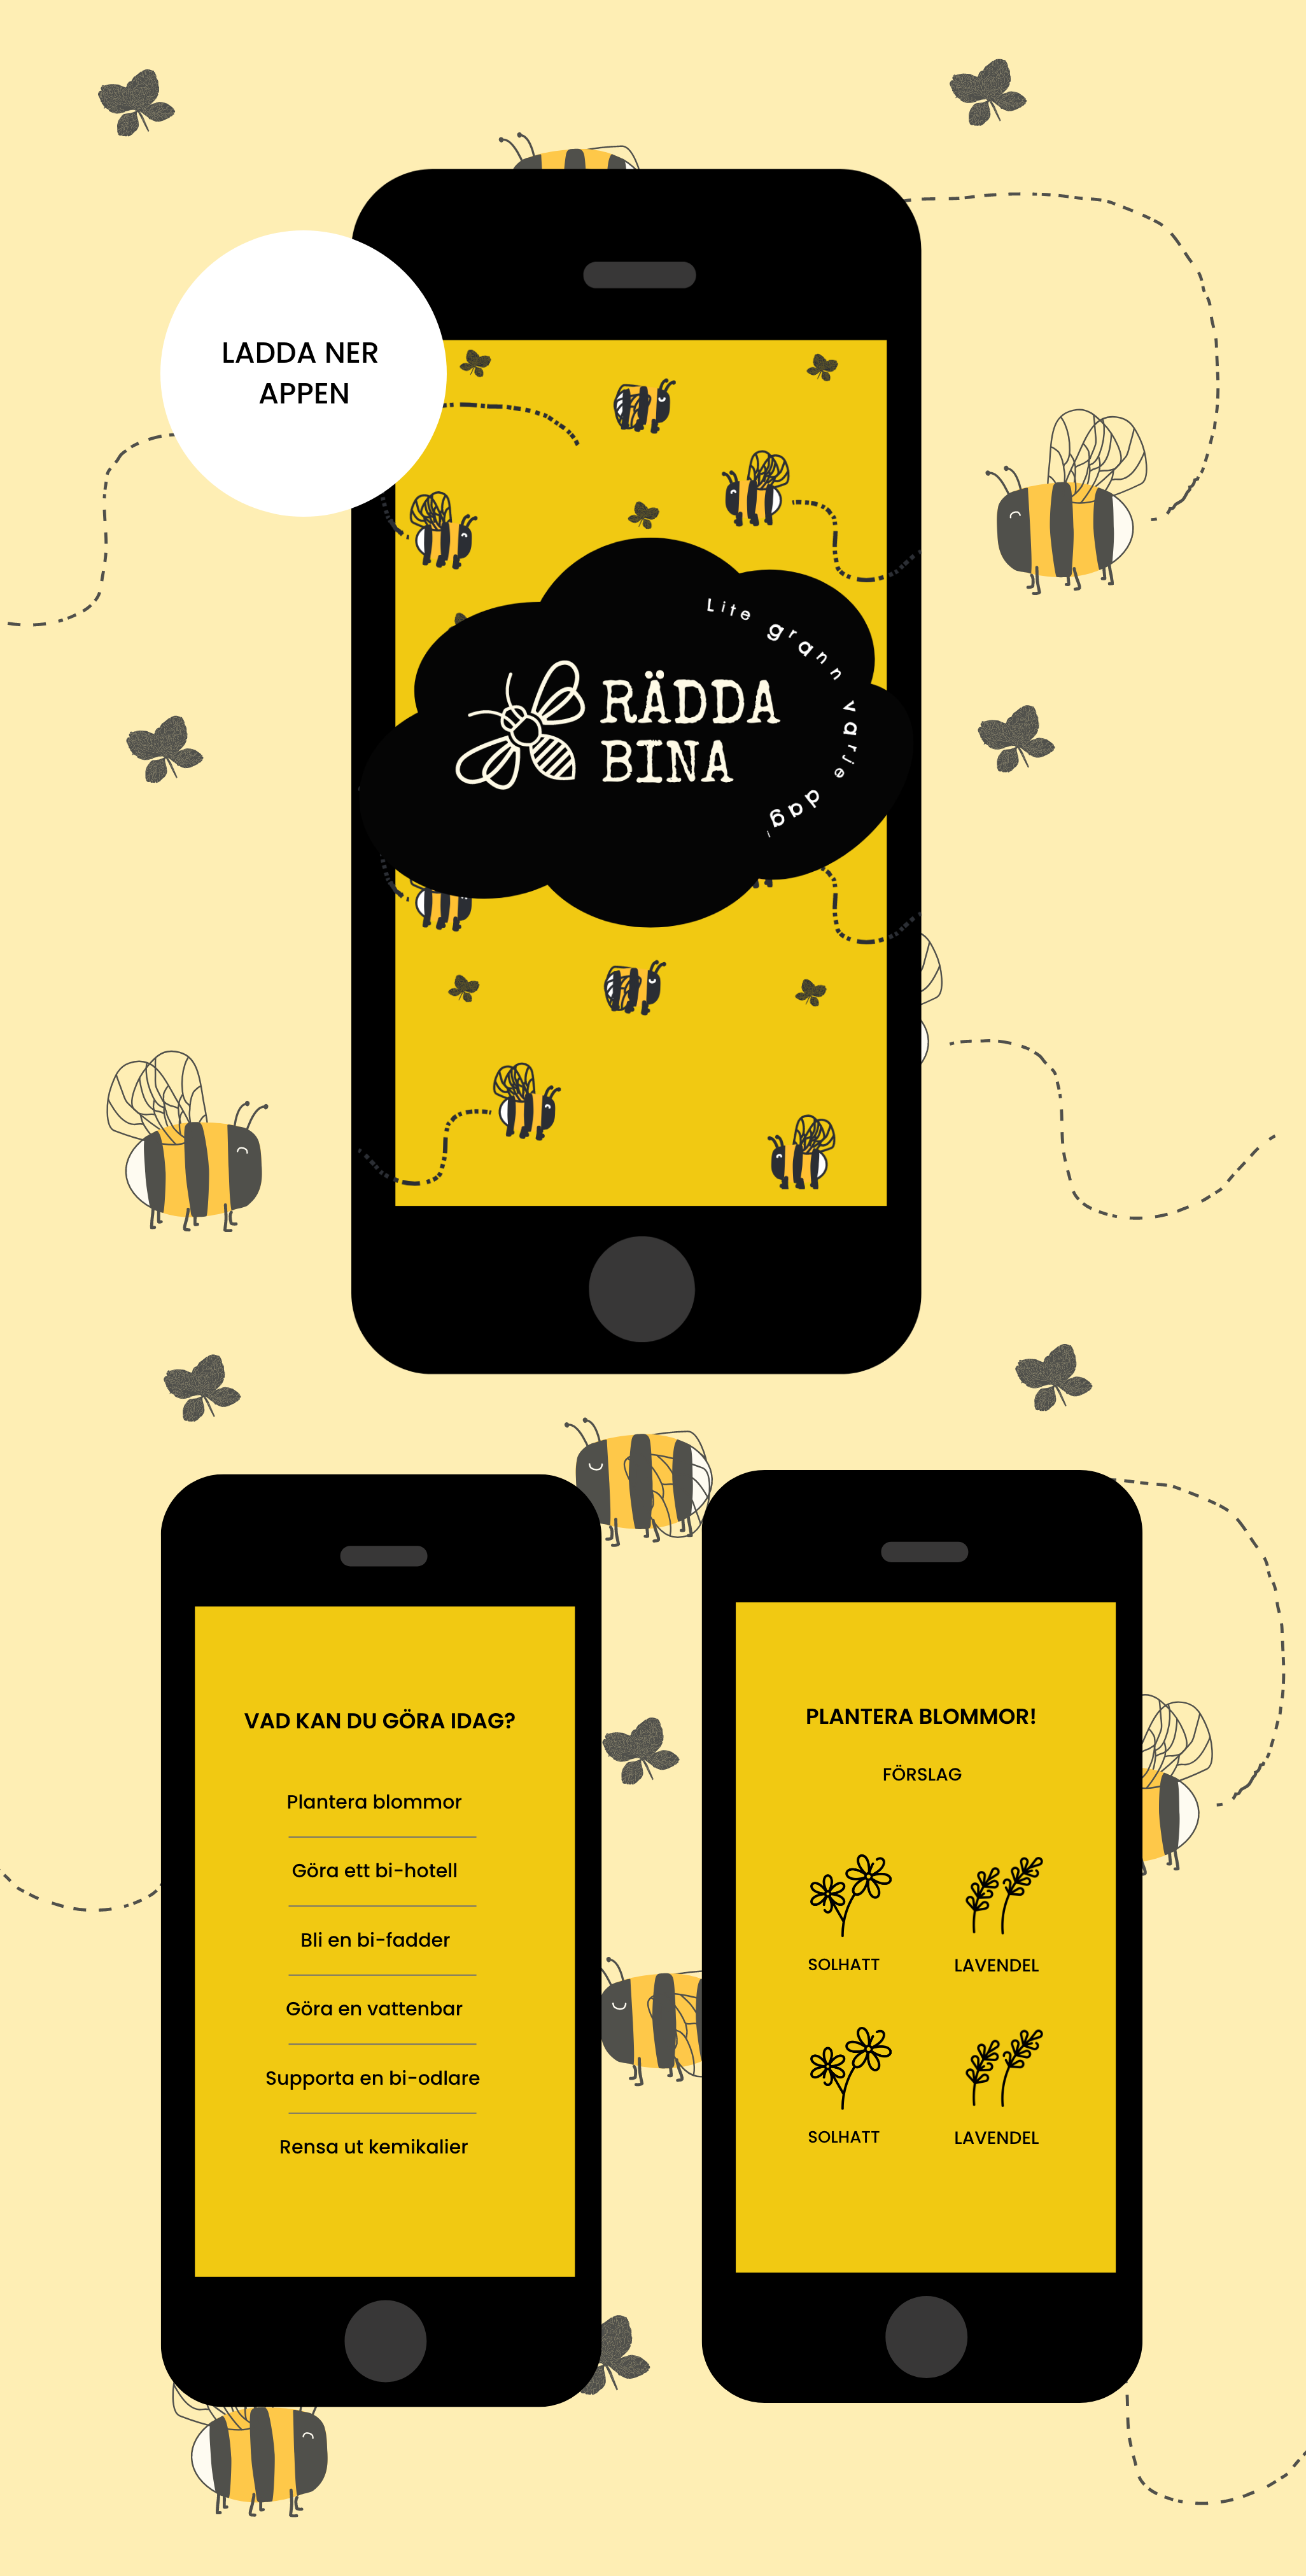 LADDA NER
APPEN
Lite grann varje dag!
RÄDDA
BINA
VAD KAN DU GÖRA IDAG?
Plantera blommor
Göra ett bi-hotell
Bli en bi-fadder
Göra en vattenbar
Supporta en bi-odlare
Rensa ut kemikalier
PLANTERA BLOMMOR!
FÖRSLAG
SOLHATT
LAVENDEL
SOLHATT
LAVENDEL